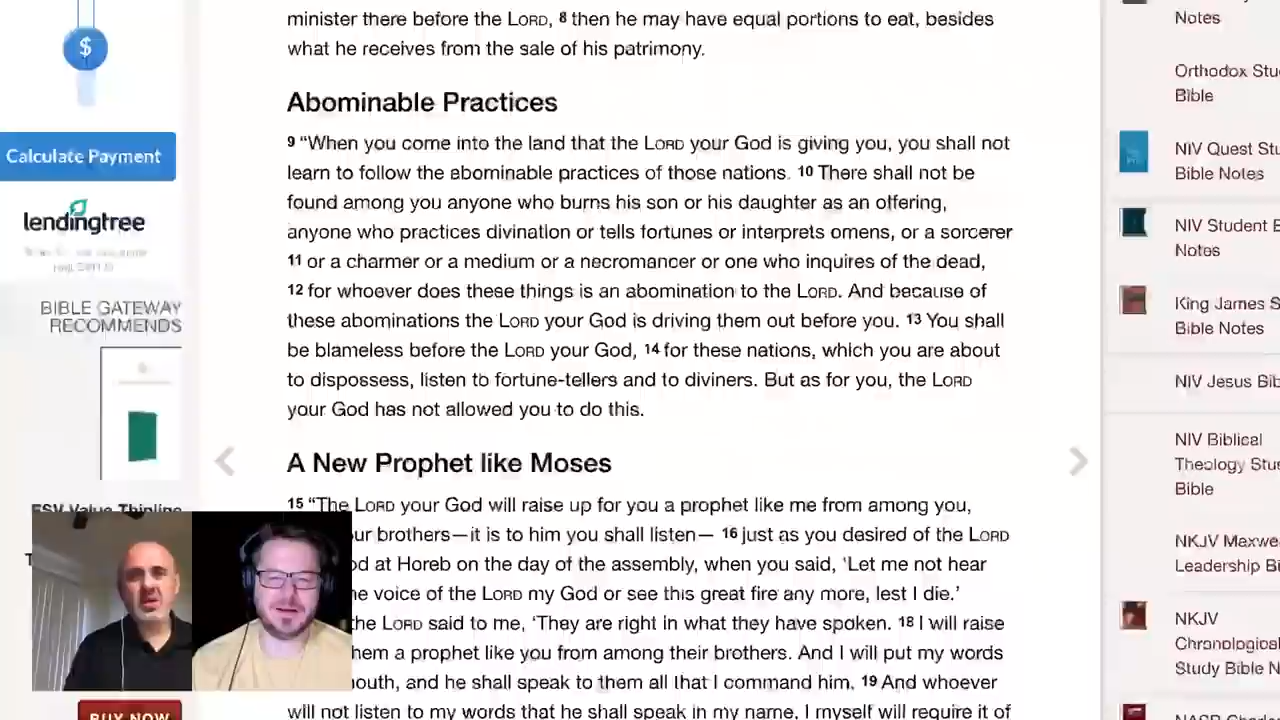 minister there before the LORD, 8 then he may have equal portions to eat, besides
what he receives from the sale of his patrimony.
Abominable Practices
9 “When you come into the land that the LORD your God is giving you, you shall not
learn to follow the abominable practices of those nations. 10 There shall not be
found among you anyone who burns his son or his daughter as an offering,
anyone who practices divination or tells fortunes or interprets omens, or a sorcerer
11 or a charmer or a medium or a necromancer or one who inquires of the dead,
12 for whoever does these things is an abomination to the LORD. And because of
these abominations the LORD your God is driving them out before you. 13 You shall
be blameless before the LORD your God, 14 for these nations, which you are about
to dispossess, listen to fortune-tellers and to diviners. But as for you, the LORD
your God has not allowed you to do this.
A New Prophet like Moses
15 “The LORD your God will raise up for you a prophet like me from among you,
ur brothers—it is to him you shall listen— 16 just as you desired of the LORD
od at Horeb on the day of the assembly, when you said, ‘Let me not hear
he voice of the LORD my God or see this great fire any more, lest I die.’
the LORD said to me, ‘They are right in what they have spoken. 18 I will raise
hem a prophet like you from among their brothers. And I will put my words
outh, and he shall speak to them all that I command him. 19 And whoever
will not listen to my words that he shall speak in my name, I myself will require it of
$
Calculate Payment
lendingtree
BIBLE GATEWAY
RECOMMENDS
ESV Value Thinline
T
BUY NOW
Notes
Orthodox Stu
Bible
NIV Quest Stu
Bible Notes
NIV Student B
Notes
King James S
Bible Notes
NIV Jesus Bib
NIV Biblical
Theology Stu
Bible
NKJV Maxwe
Leadership Bi
NKJV
Chronological
Study Bible N
NASB Charle